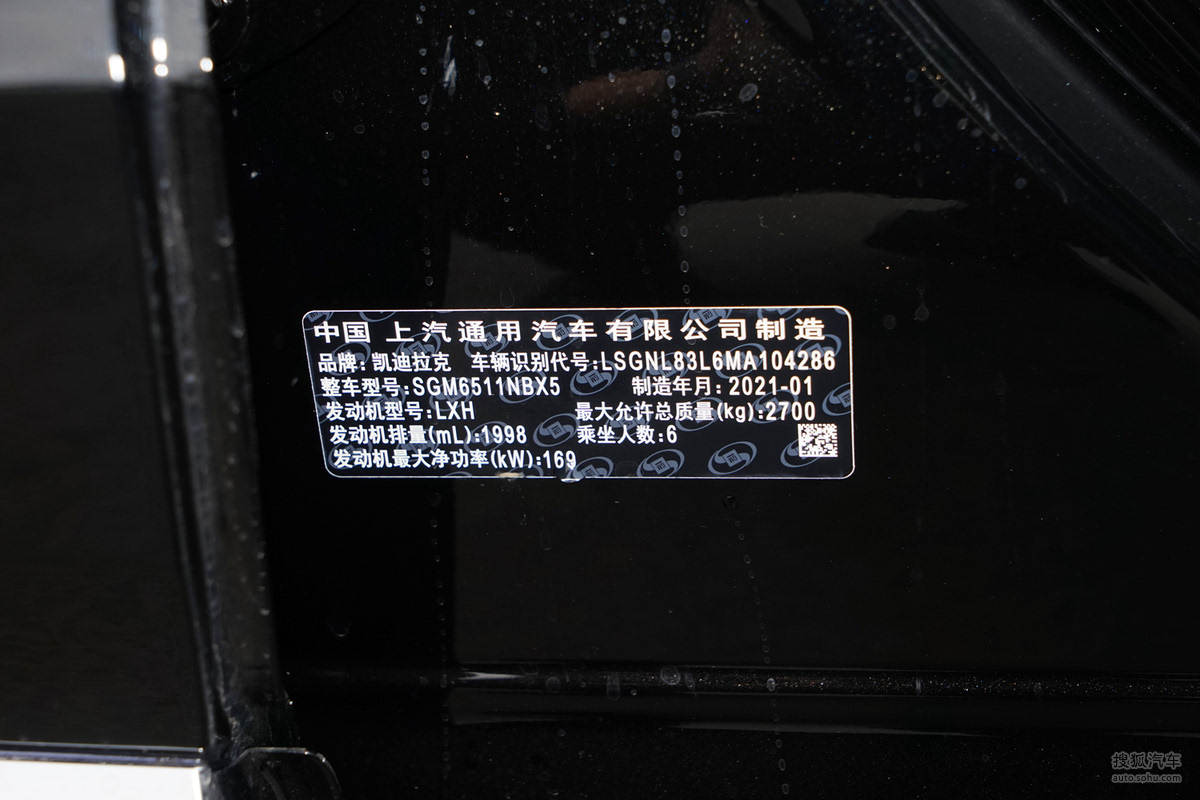 中国 上汽通用汽车有限公司制造
品牌: 凯迪拉克 车辆识别代号:LSGNL83L6MA104286
整车型号:SGM6511NBX5 制造年月: 2021-01
发动机型号:LXH 最大允许总质量(kg):2700
发动机排量(mL):1998 乘坐人数:6
发动机最大净功率(kW):169
搜狐汽车
auto.sohu.com